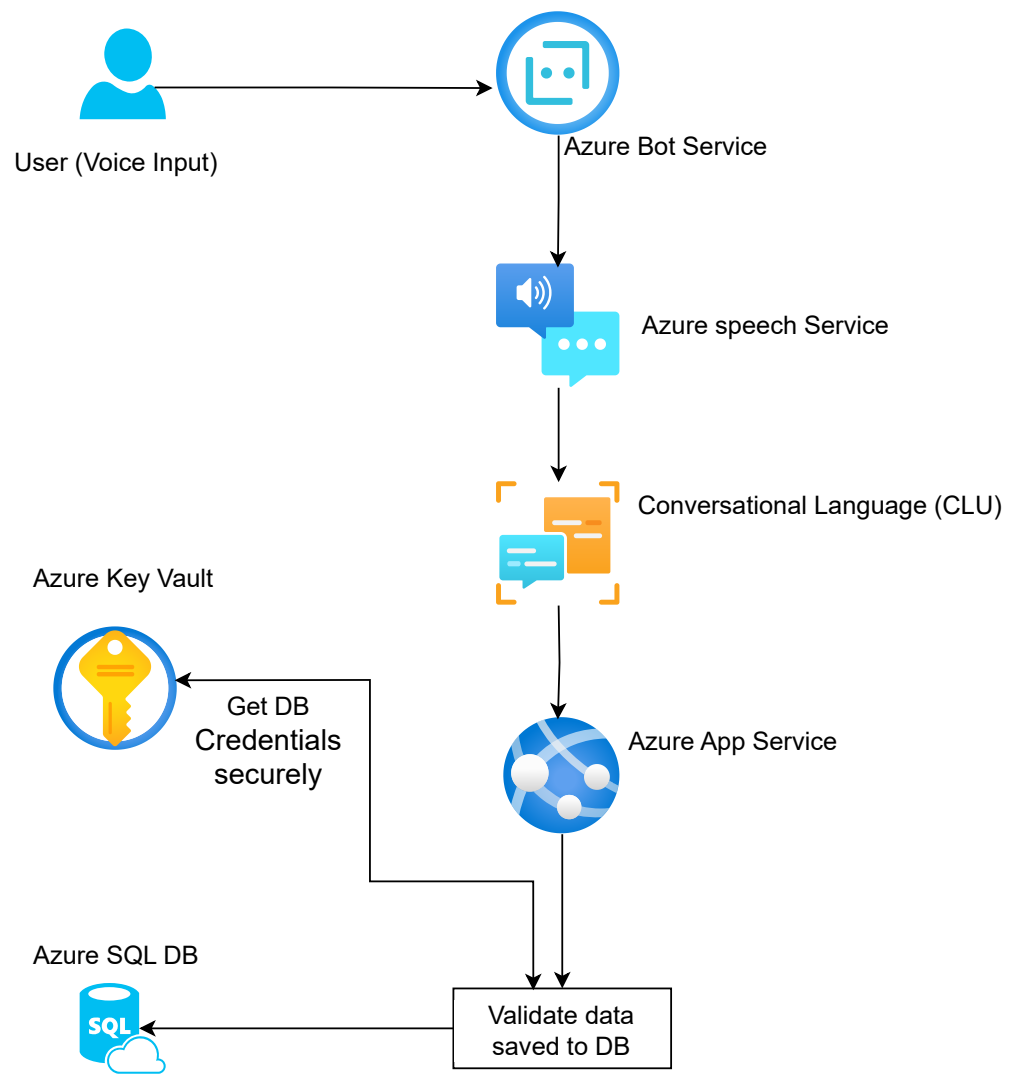 User (Voice Input)
Azure Bot Service
Azure speech Service
Conversational Language (CLU)
Azure Key Vault
Get DB
Credentials
securely
Azure App Service
Azure SQL DB
SQL
Validate data
saved to DB